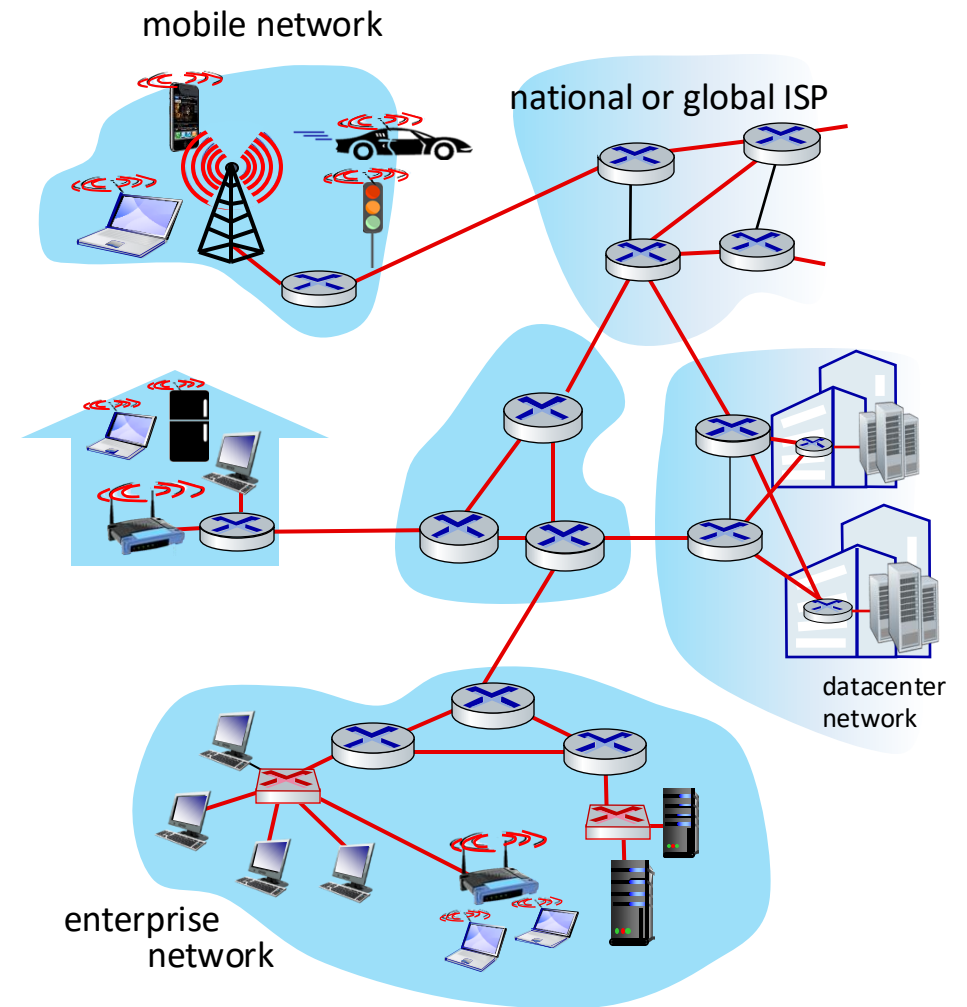 mobile network
national or global ISP
datacenter
network
enterprise
network